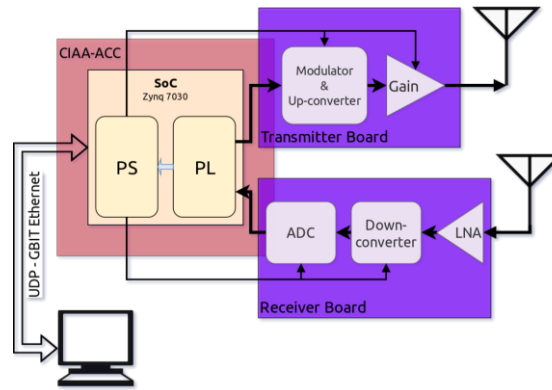 CIAA-ACC
SoC
Zynq 7030
PS
PL
Modulator
& Up-converter
Gain
Transmitter Board
UDP - GBIT Ethernet
ADC
Down-
converter
LNA
Receiver Board